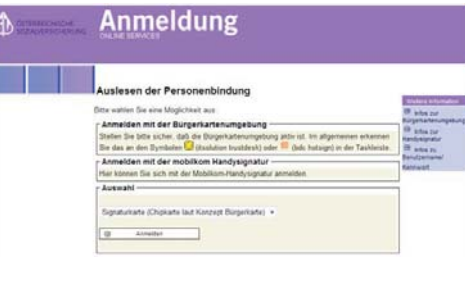 ÖSTERREICHISCHE
SOZIALVERSICHERUNG
Anmeldung
ONLINE SERVICES
Auslesen der Personenbindung
Bitte wählen Sie eine Möglichkeit aus:
Anmelden mit der Bürgerkartenumgebung
Stellen Sie bitte sicher, daß die Bürgerkartenumgebung aktiv ist. Im allgemeinen erkennen
Sie das an den Symbolen (itsolution trustdesk) oder (bdc hotsign) in der Taskleiste.
Anmelden mit der mobilkom Handysignatur
Hier können Sie sich mit der Mobilkom-Handysignatur anmelden.
Auswahl
Signaturkarte (Chipkarte laut Konzept Bürgerkarte)
Anmelden
Weitere Information
Infos zur
Bürgerkartenumgebung
Infos zur
Handysignatur
Infos zu
Benutzername/
Kennwort